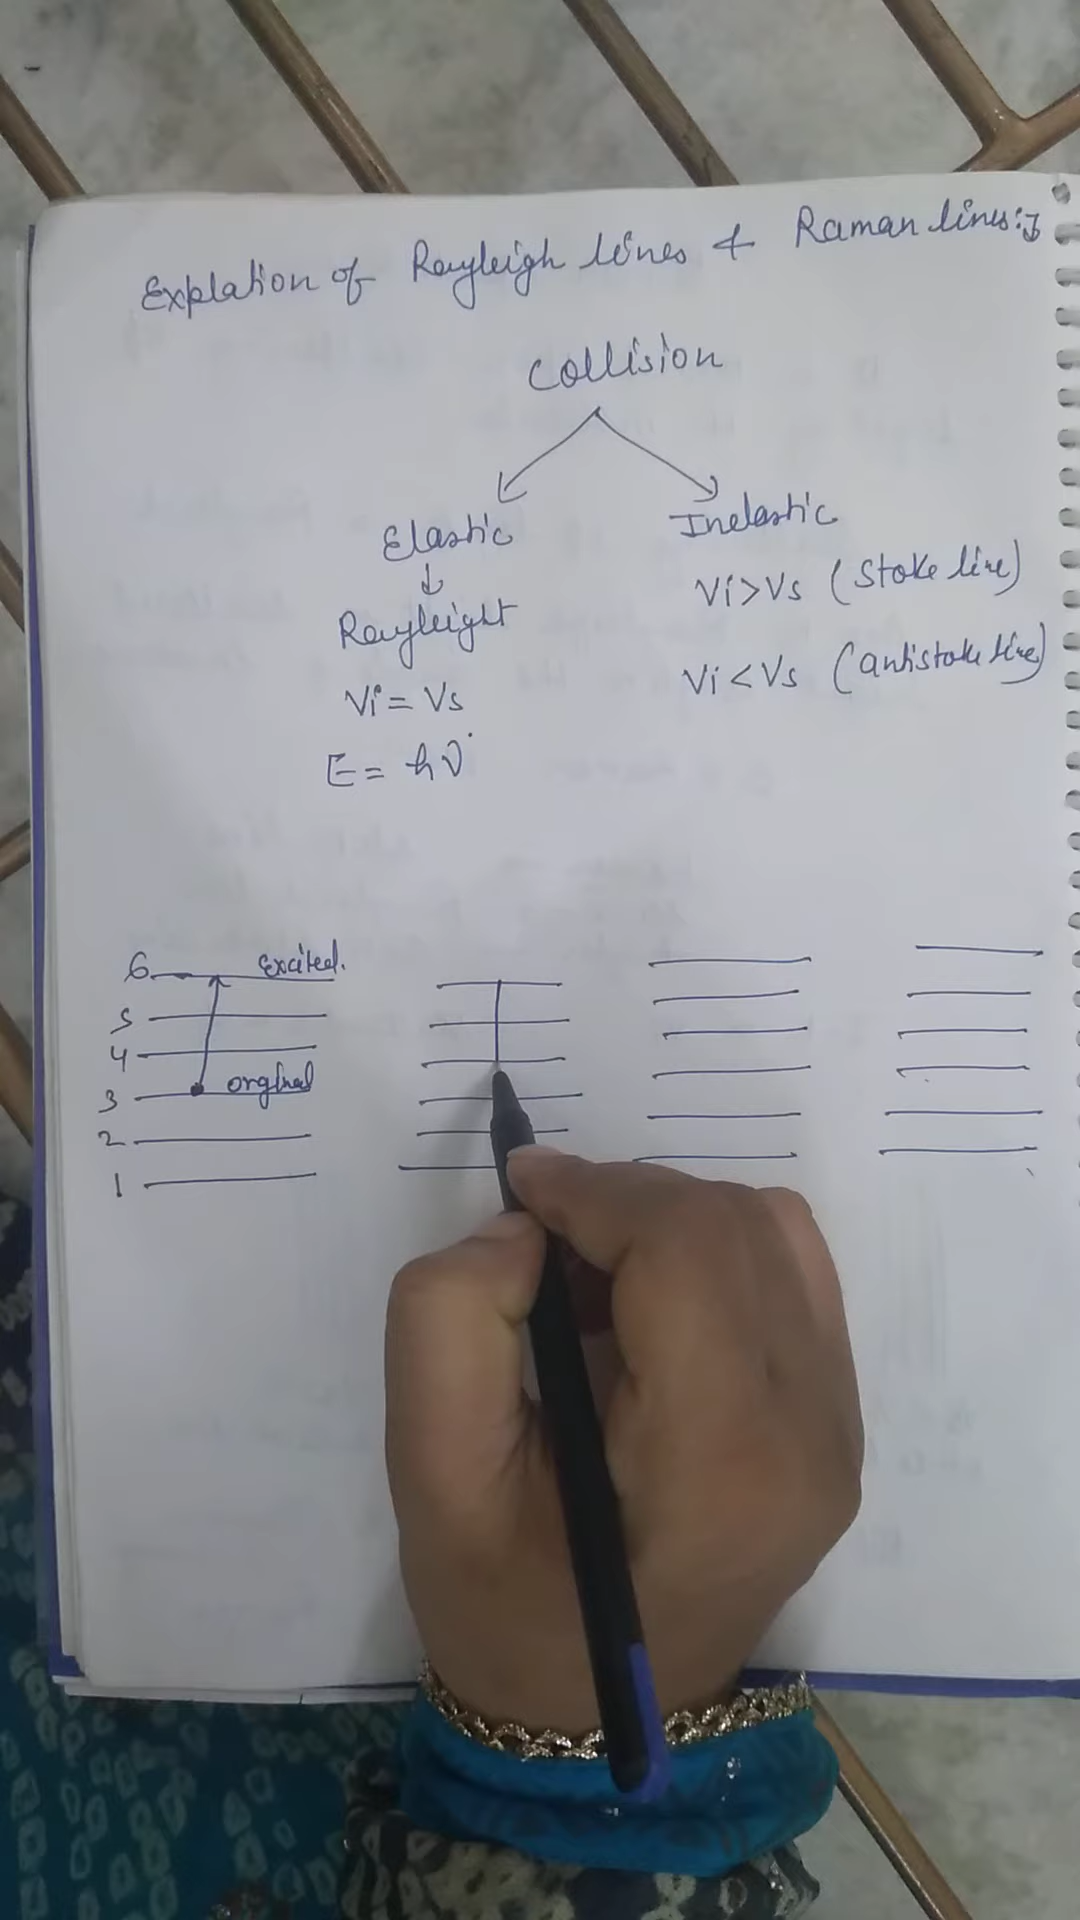 Explation of Rayleigh lines & Raman lines:-
Collision
Elastic
Inelastic
Rayleight
Vi > Vs (Stoke line)
Vi = Vs
Vi < Vs (antistoke line)
E = hν
6 Excited.
5
4
3 orginal
2
1